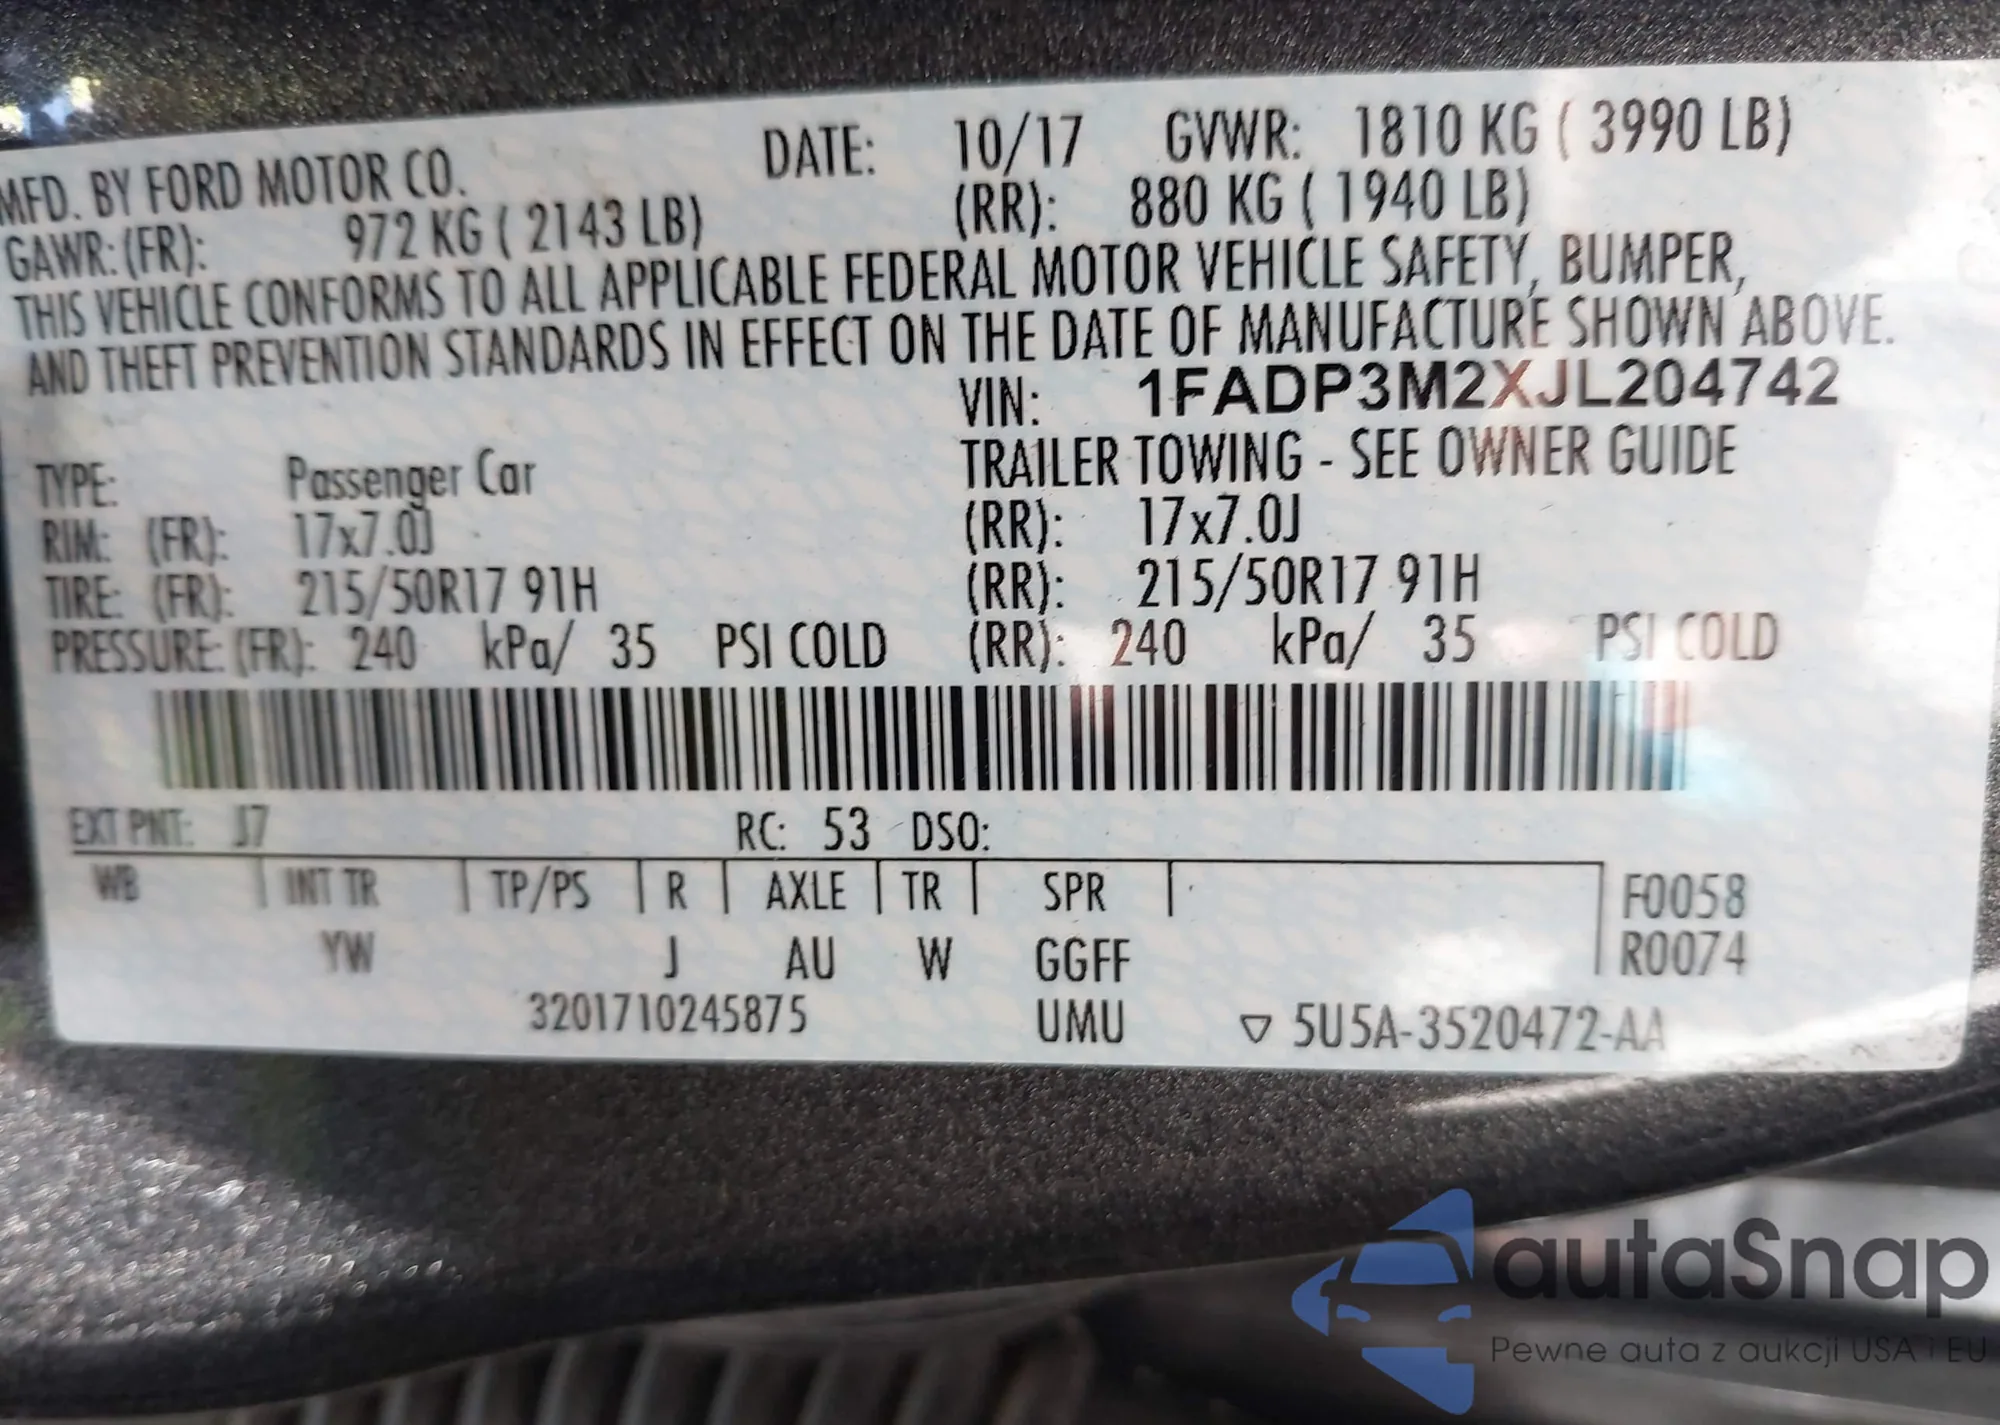 MFD. BY FORD MOTOR CO. DATE: 10/17 GVWR: 1810 KG ( 3990 LB)
GAWR: (FR): 972 KG ( 2143 LB) (RR): 880 KG ( 1940 LB)
THIS VEHICLE CONFORMS TO ALL APPLICABLE FEDERAL MOTOR VEHICLE SAFETY, BUMPER,
AND THEFT PREVENTION STANDARDS IN EFFECT ON THE DATE OF MANUFACTURE SHOWN ABOVE.
VIN: 1FADP3M2XJL204742
TYPE: Passenger Car TRAILER TOWING - SEE OWNER GUIDE
RIM: (FR): 17x7.0J (RR): 17x7.0J
TIRE: (FR): 215/50R17 91H (RR): 215/50R17 91H
PRESSURE: (FR): 240 kPa/ 35 PSI COLD (RR): 240 kPa/ 35 PSI COLD
EXT PNT: J7 RC: 53 DSO:
WB INT TR TP/PS R AXLE TR SPR F0058
YW J AU W GGFF R0074
3201710245875 UMU ▽ 5U5A-3520472-AA
autaSnap
Pewne auta z aukcji USA i EU